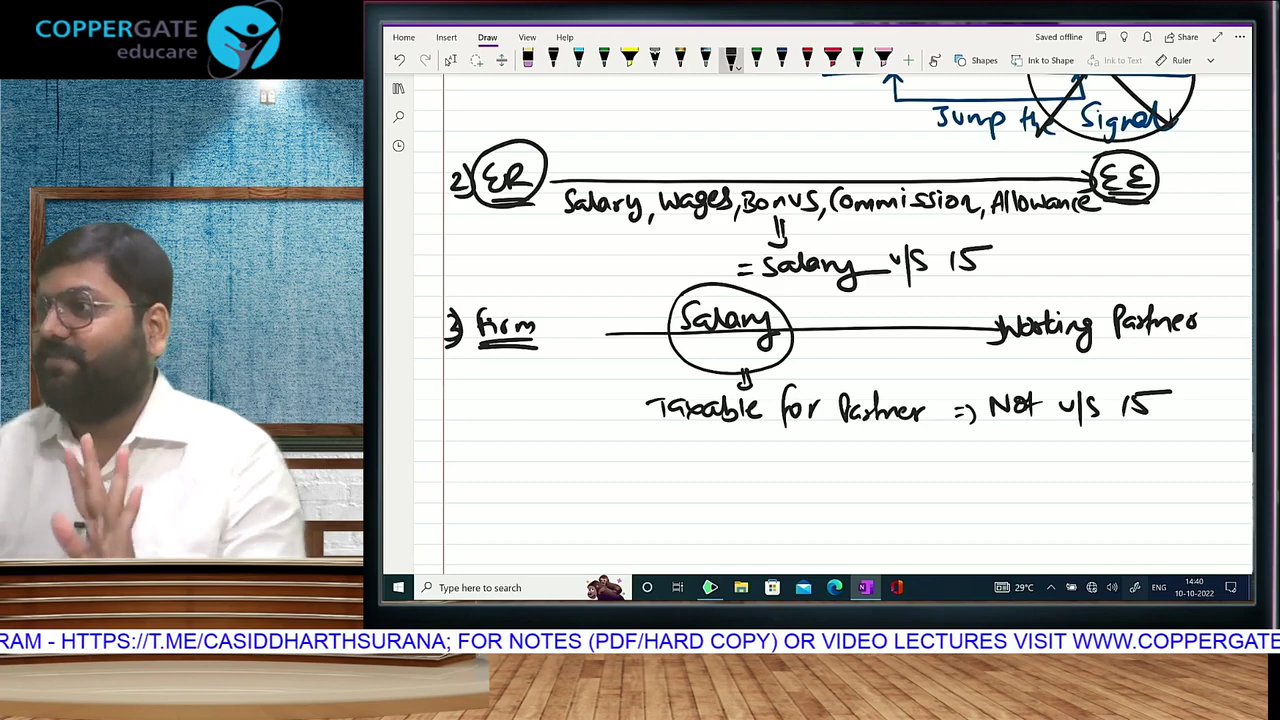 COPPERGATE
educare
Home Insert Draw View Help
Saved offline
Share
Shapes
Ink to Shape
Ink to Text
Ruler
Jump the Signal
2) ER EE
Salary, Wages, Bonus, Commission, Allowance
= Salary u/s 15
3) Firm Salary Working Partner
Taxable for Partner => Not u/s 15
Type here to search
29°C
ENG
14:40
10-10-2022
RAM - HTTPS://T.ME/CASIDDHARTHSURANA; FOR NOTES (PDF/HARD COPY) OR VIDEO LECTURES VISIT WWW.COPPERGATE